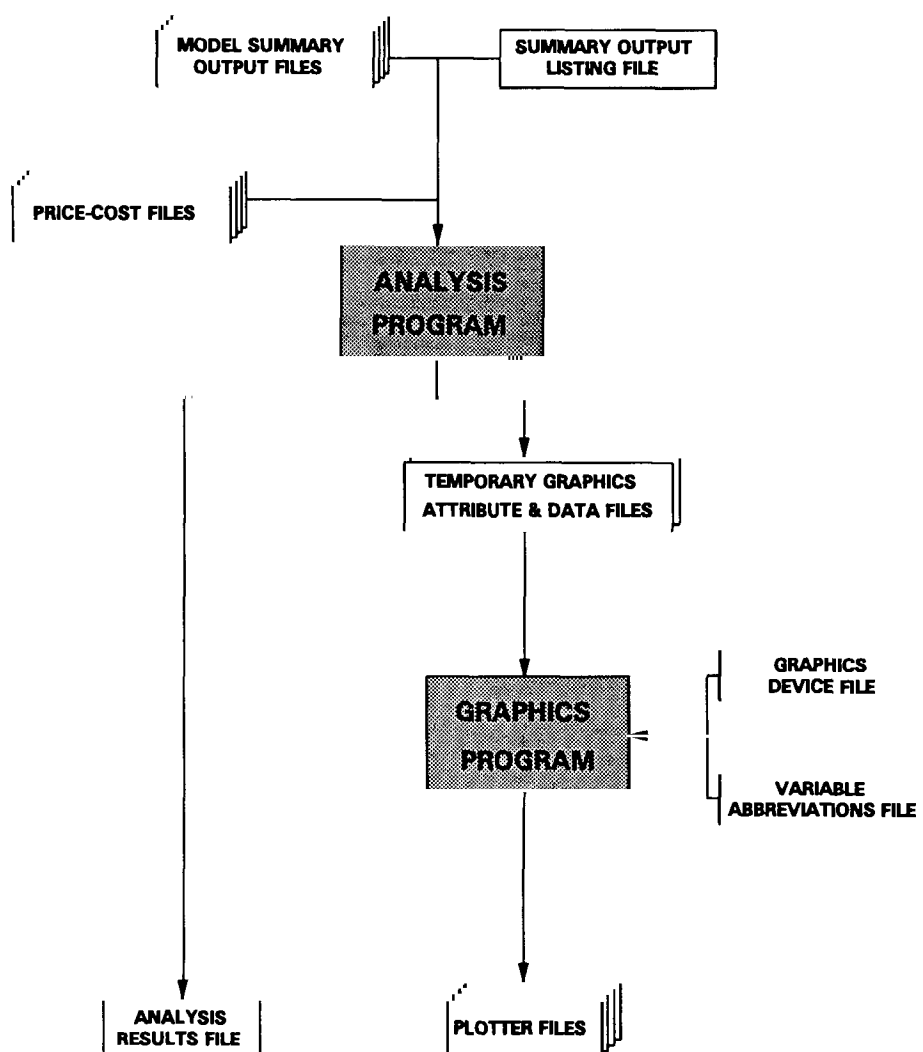 MODEL SUMMARY
OUTPUT FILES
SUMMARY OUTPUT
LISTING FILE
PRICE-COST FILES
ANALYSIS
PROGRAM
TEMPORARY GRAPHICS
ATTRIBUTE & DATA FILES
GRAPHICS
DEVICE FILE
GRAPHICS
PROGRAM
VARIABLE
ABBREVIATIONS FILE
ANALYSIS
RESULTS FILE
PLOTTER FILES